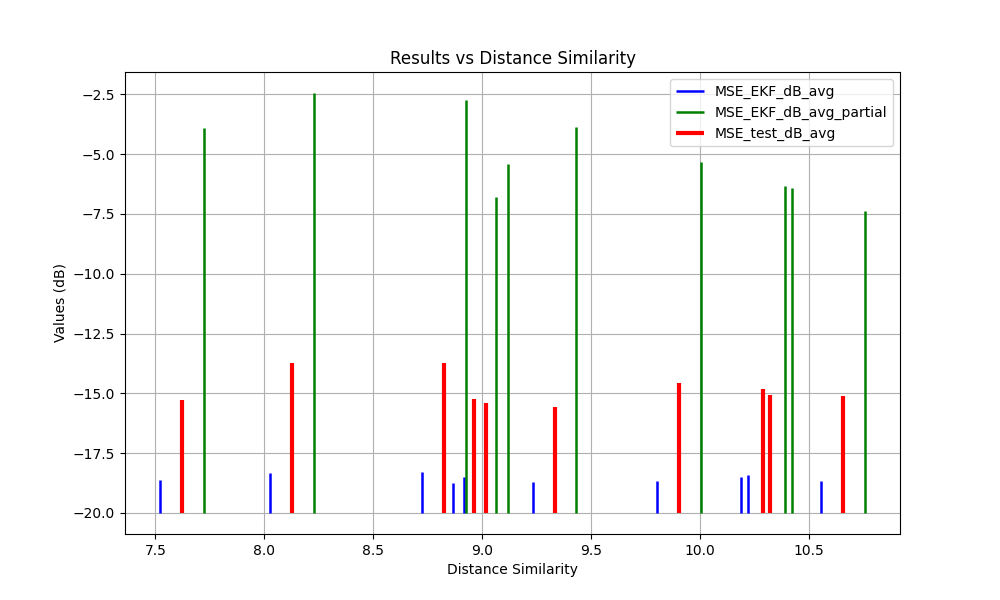 Results vs Distance Similarity
MSE_EKF_dB_avg
MSE_EKF_dB_avg_partial
MSE_test_dB_avg
Values (dB)
−2.5
−5.0
−7.5
−10.0
−12.5
−15.0
−17.5
−20.0
7.5 8.0 8.5 9.0 9.5 10.0 10.5
Distance Similarity